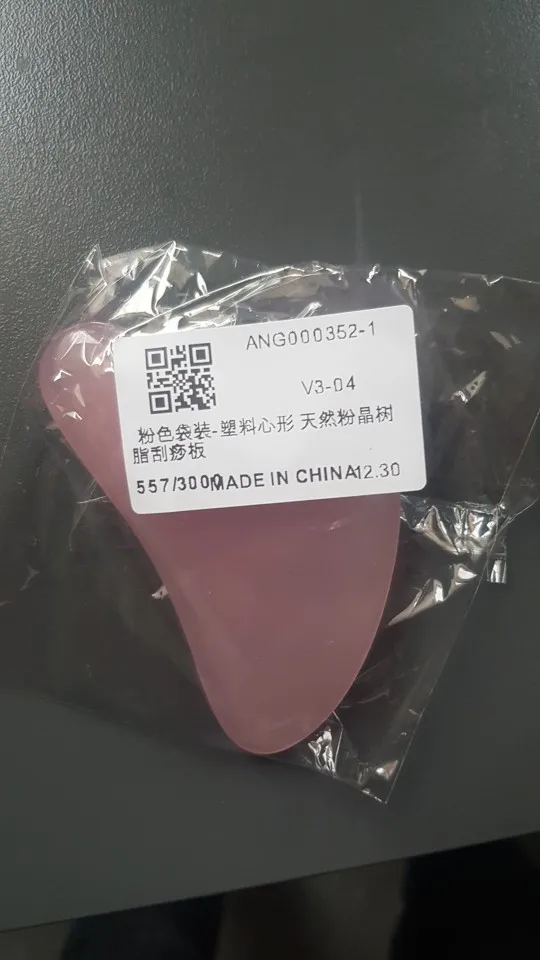 ANG000352-1
V3-04
粉色袋装-塑料心形 天然粉晶树
脂刮痧板
557/3000MADE IN CHINA12.30